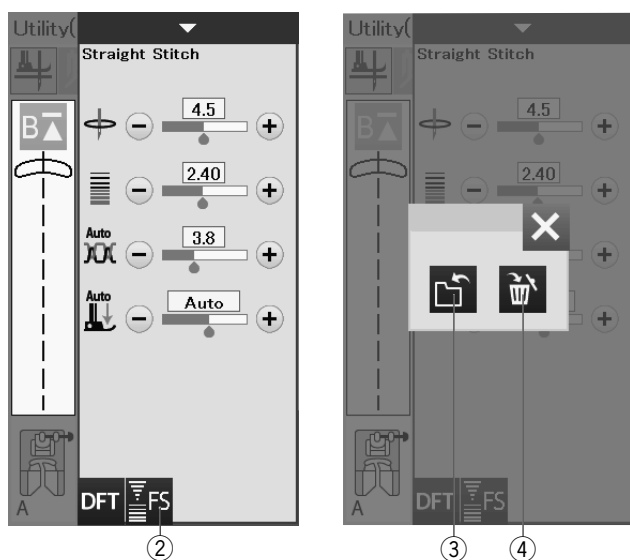 Utility(
Straight Stitch
B
4.5
2.40
Auto
3.8
Auto
Auto
A
DFT
FS
②
Utility(
Straight Stitch
B
4.5
2.40
A
DFT
FS
③
④